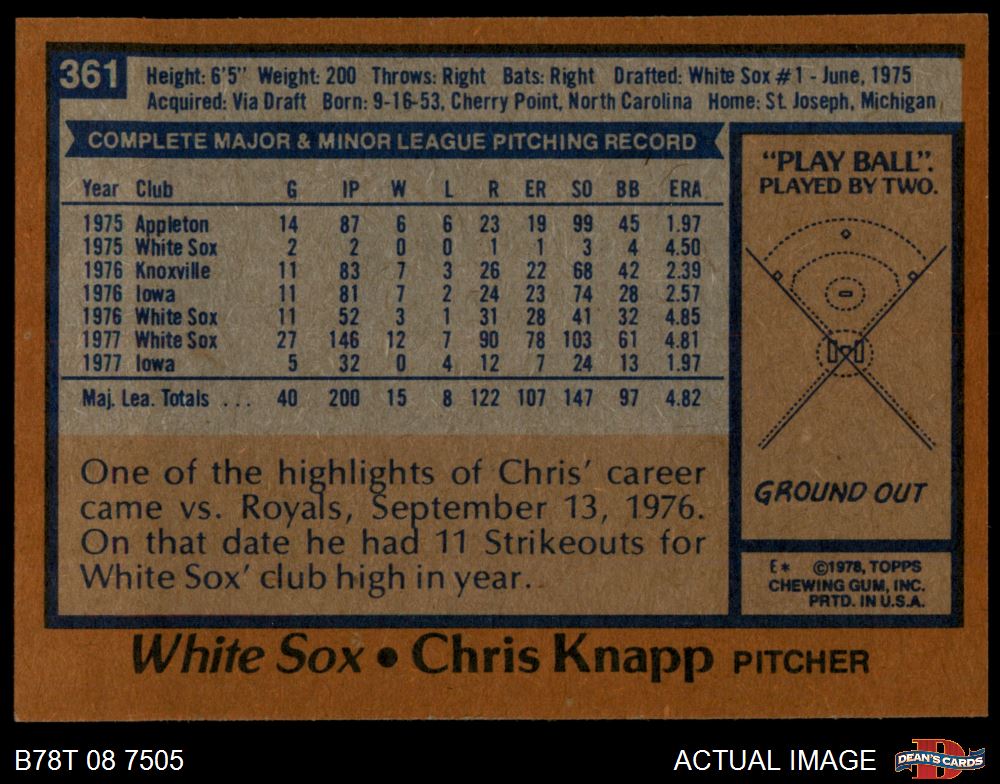 361
Height: 6'5" Weight: 200 Throws: Right Bats: Right Drafted: White Sox #1 - June, 1975
Acquired: Via Draft Born: 9-16-53, Cherry Point, North Carolina Home: St. Joseph, Michigan
COMPLETE MAJOR & MINOR LEAGUE PITCHING RECORD
Year Club G IP W L R ER SO BB ERA
1975 Appleton 14 87 6 6 23 19 99 45 1.97
1975 White Sox 2 2 0 0 1 1 3 4 4.50
1976 Knoxville 11 83 7 3 26 22 68 42 2.39
1976 Iowa 11 81 7 2 24 23 74 28 2.57
1976 White Sox 11 52 3 1 31 28 41 32 4.85
1977 White Sox 27 146 12 7 90 78 103 61 4.81
1977 Iowa 5 32 0 4 12 7 24 13 1.97
Maj. Lea. Totals ... 40 200 15 8 122 107 147 97 4.82
One of the highlights of Chris' career
came vs. Royals, September 13, 1976.
On that date he had 11 Strikeouts for
White Sox' club high in year.
"PLAY BALL".
PLAYED BY TWO.
GROUND OUT
E* ©1978, TOPPS
CHEWING GUM, INC.
PRTD. IN U.S.A.
White Sox • Chris Knapp PITCHER
B78T 08 7505
ACTUAL IMAGE
DEAN'S CARDS